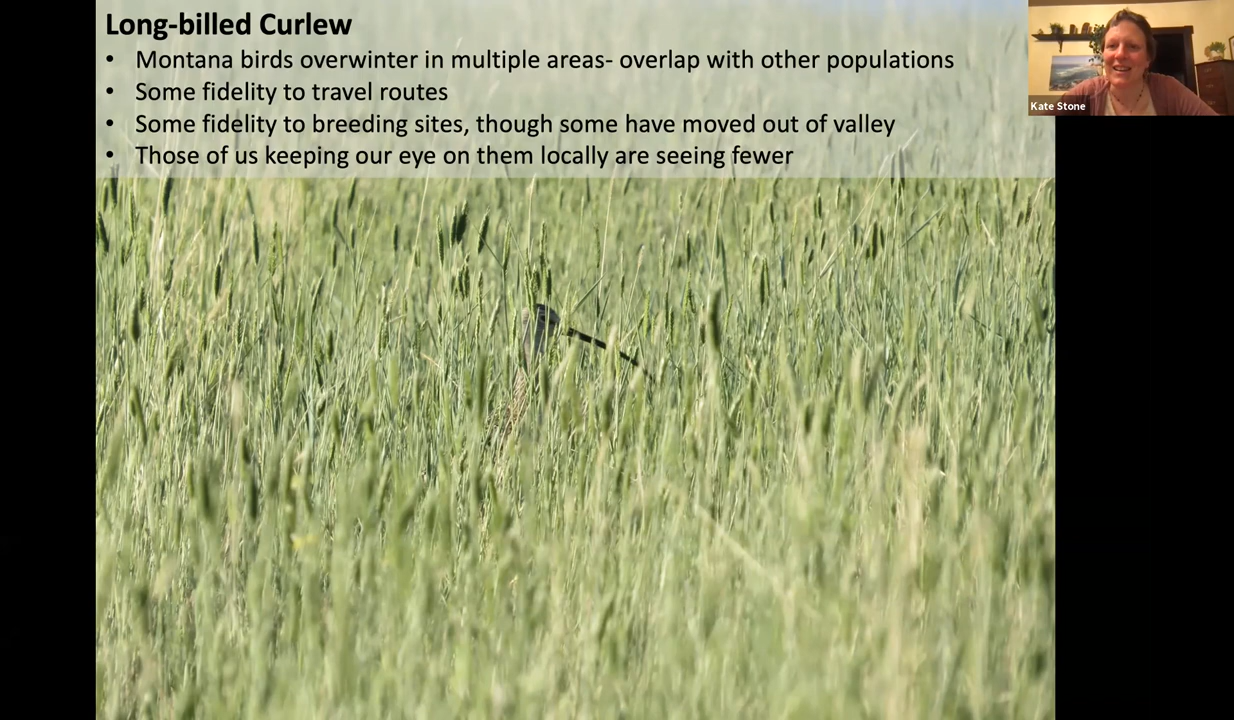 Long-billed Curlew
• Montana birds overwinter in multiple areas- overlap with other populations
• Some fidelity to travel routes
• Some fidelity to breeding sites, though some have moved out of valley
• Those of us keeping our eye on them locally are seeing fewer
Kate Stone